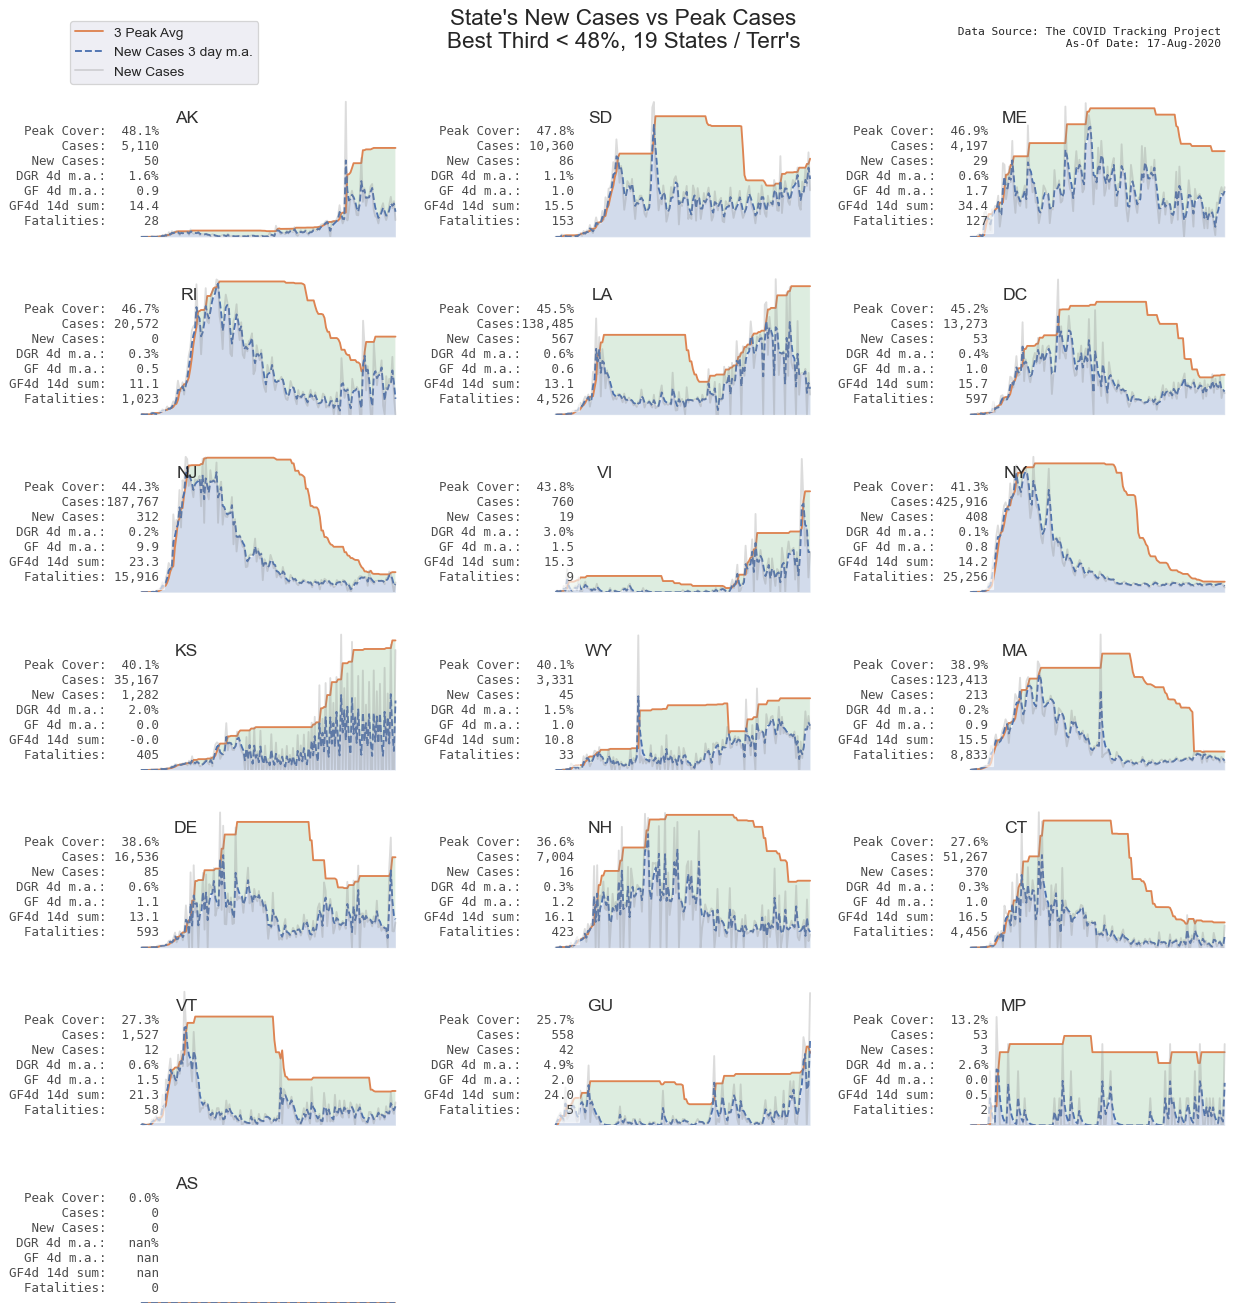 State's New Cases vs Peak Cases
Best Third < 48%, 19 States / Terr's
3 Peak Avg
New Cases 3 day m.a.
New Cases
Data Source: The COVID Tracking Project
As-Of Date: 17-Aug-2020
AK
Peak Cover: 48.1%
Cases: 5,110
New Cases: 50
DGR 4d m.a.: 1.6%
GF 4d m.a.: 0.9
GF4d 14d sum: 14.4
Fatalities: 28
SD
Peak Cover: 47.8%
Cases: 10,360
New Cases: 86
DGR 4d m.a.: 1.1%
GF 4d m.a.: 1.0
GF4d 14d sum: 15.5
Fatalities: 153
ME
Peak Cover: 46.9%
Cases: 4,197
New Cases: 29
DGR 4d m.a.: 0.6%
GF 4d m.a.: 1.7
GF4d 14d sum: 34.4
Fatalities: 127
RI
Peak Cover: 46.7%
Cases: 20,572
New Cases: 0
DGR 4d m.a.: 0.3%
GF 4d m.a.: 0.5
GF4d 14d sum: 11.1
Fatalities: 1,023
LA
Peak Cover: 45.5%
Cases:138,485
New Cases: 567
DGR 4d m.a.: 0.6%
GF 4d m.a.: 0.6
GF4d 14d sum: 13.1
Fatalities: 4,526
DC
Peak Cover: 45.2%
Cases: 13,273
New Cases: 53
DGR 4d m.a.: 0.4%
GF 4d m.a.: 1.0
GF4d 14d sum: 15.7
Fatalities: 597
NJ
Peak Cover: 44.3%
Cases:187,767
New Cases: 312
DGR 4d m.a.: 0.2%
GF 4d m.a.: 9.9
GF4d 14d sum: 23.3
Fatalities: 15,916
VI
Peak Cover: 43.8%
Cases: 760
New Cases: 19
DGR 4d m.a.: 3.0%
GF 4d m.a.: 1.5
GF4d 14d sum: 15.3
Fatalities: 9
NY
Peak Cover: 41.3%
Cases:425,916
New Cases: 408
DGR 4d m.a.: 0.1%
GF 4d m.a.: 0.8
GF4d 14d sum: 14.2
Fatalities: 25,256
KS
Peak Cover: 40.1%
Cases: 35,167
New Cases: 1,282
DGR 4d m.a.: 2.0%
GF 4d m.a.: 0.0
GF4d 14d sum: -0.0
Fatalities: 405
WY
Peak Cover: 40.1%
Cases: 3,331
New Cases: 45
DGR 4d m.a.: 1.5%
GF 4d m.a.: 1.0
GF4d 14d sum: 10.8
Fatalities: 33
MA
Peak Cover: 38.9%
Cases:123,413
New Cases: 213
DGR 4d m.a.: 0.2%
GF 4d m.a.: 0.9
GF4d 14d sum: 15.5
Fatalities: 8,833
DE
Peak Cover: 38.6%
Cases: 16,536
New Cases: 85
DGR 4d m.a.: 0.6%
GF 4d m.a.: 1.1
GF4d 14d sum: 13.1
Fatalities: 593
NH
Peak Cover: 36.6%
Cases: 7,004
New Cases: 16
DGR 4d m.a.: 0.3%
GF 4d m.a.: 1.2
GF4d 14d sum: 16.1
Fatalities: 423
CT
Peak Cover: 27.6%
Cases: 51,267
New Cases: 370
DGR 4d m.a.: 0.3%
GF 4d m.a.: 1.0
GF4d 14d sum: 16.5
Fatalities: 4,456
VT
Peak Cover: 27.3%
Cases: 1,527
New Cases: 12
DGR 4d m.a.: 0.6%
GF 4d m.a.: 1.5
GF4d 14d sum: 21.3
Fatalities: 58
GU
Peak Cover: 25.7%
Cases: 558
New Cases: 42
DGR 4d m.a.: 4.9%
GF 4d m.a.: 2.0
GF4d 14d sum: 24.0
Fatalities: 5
MP
Peak Cover: 13.2%
Cases: 53
New Cases: 3
DGR 4d m.a.: 2.6%
GF 4d m.a.: 0.0
GF4d 14d sum: 0.5
Fatalities: 2
AS
Peak Cover: 0.0%
Cases: 0
New Cases: 0
DGR 4d m.a.: nan%
GF 4d m.a.: nan
GF4d 14d sum: nan
Fatalities: 0